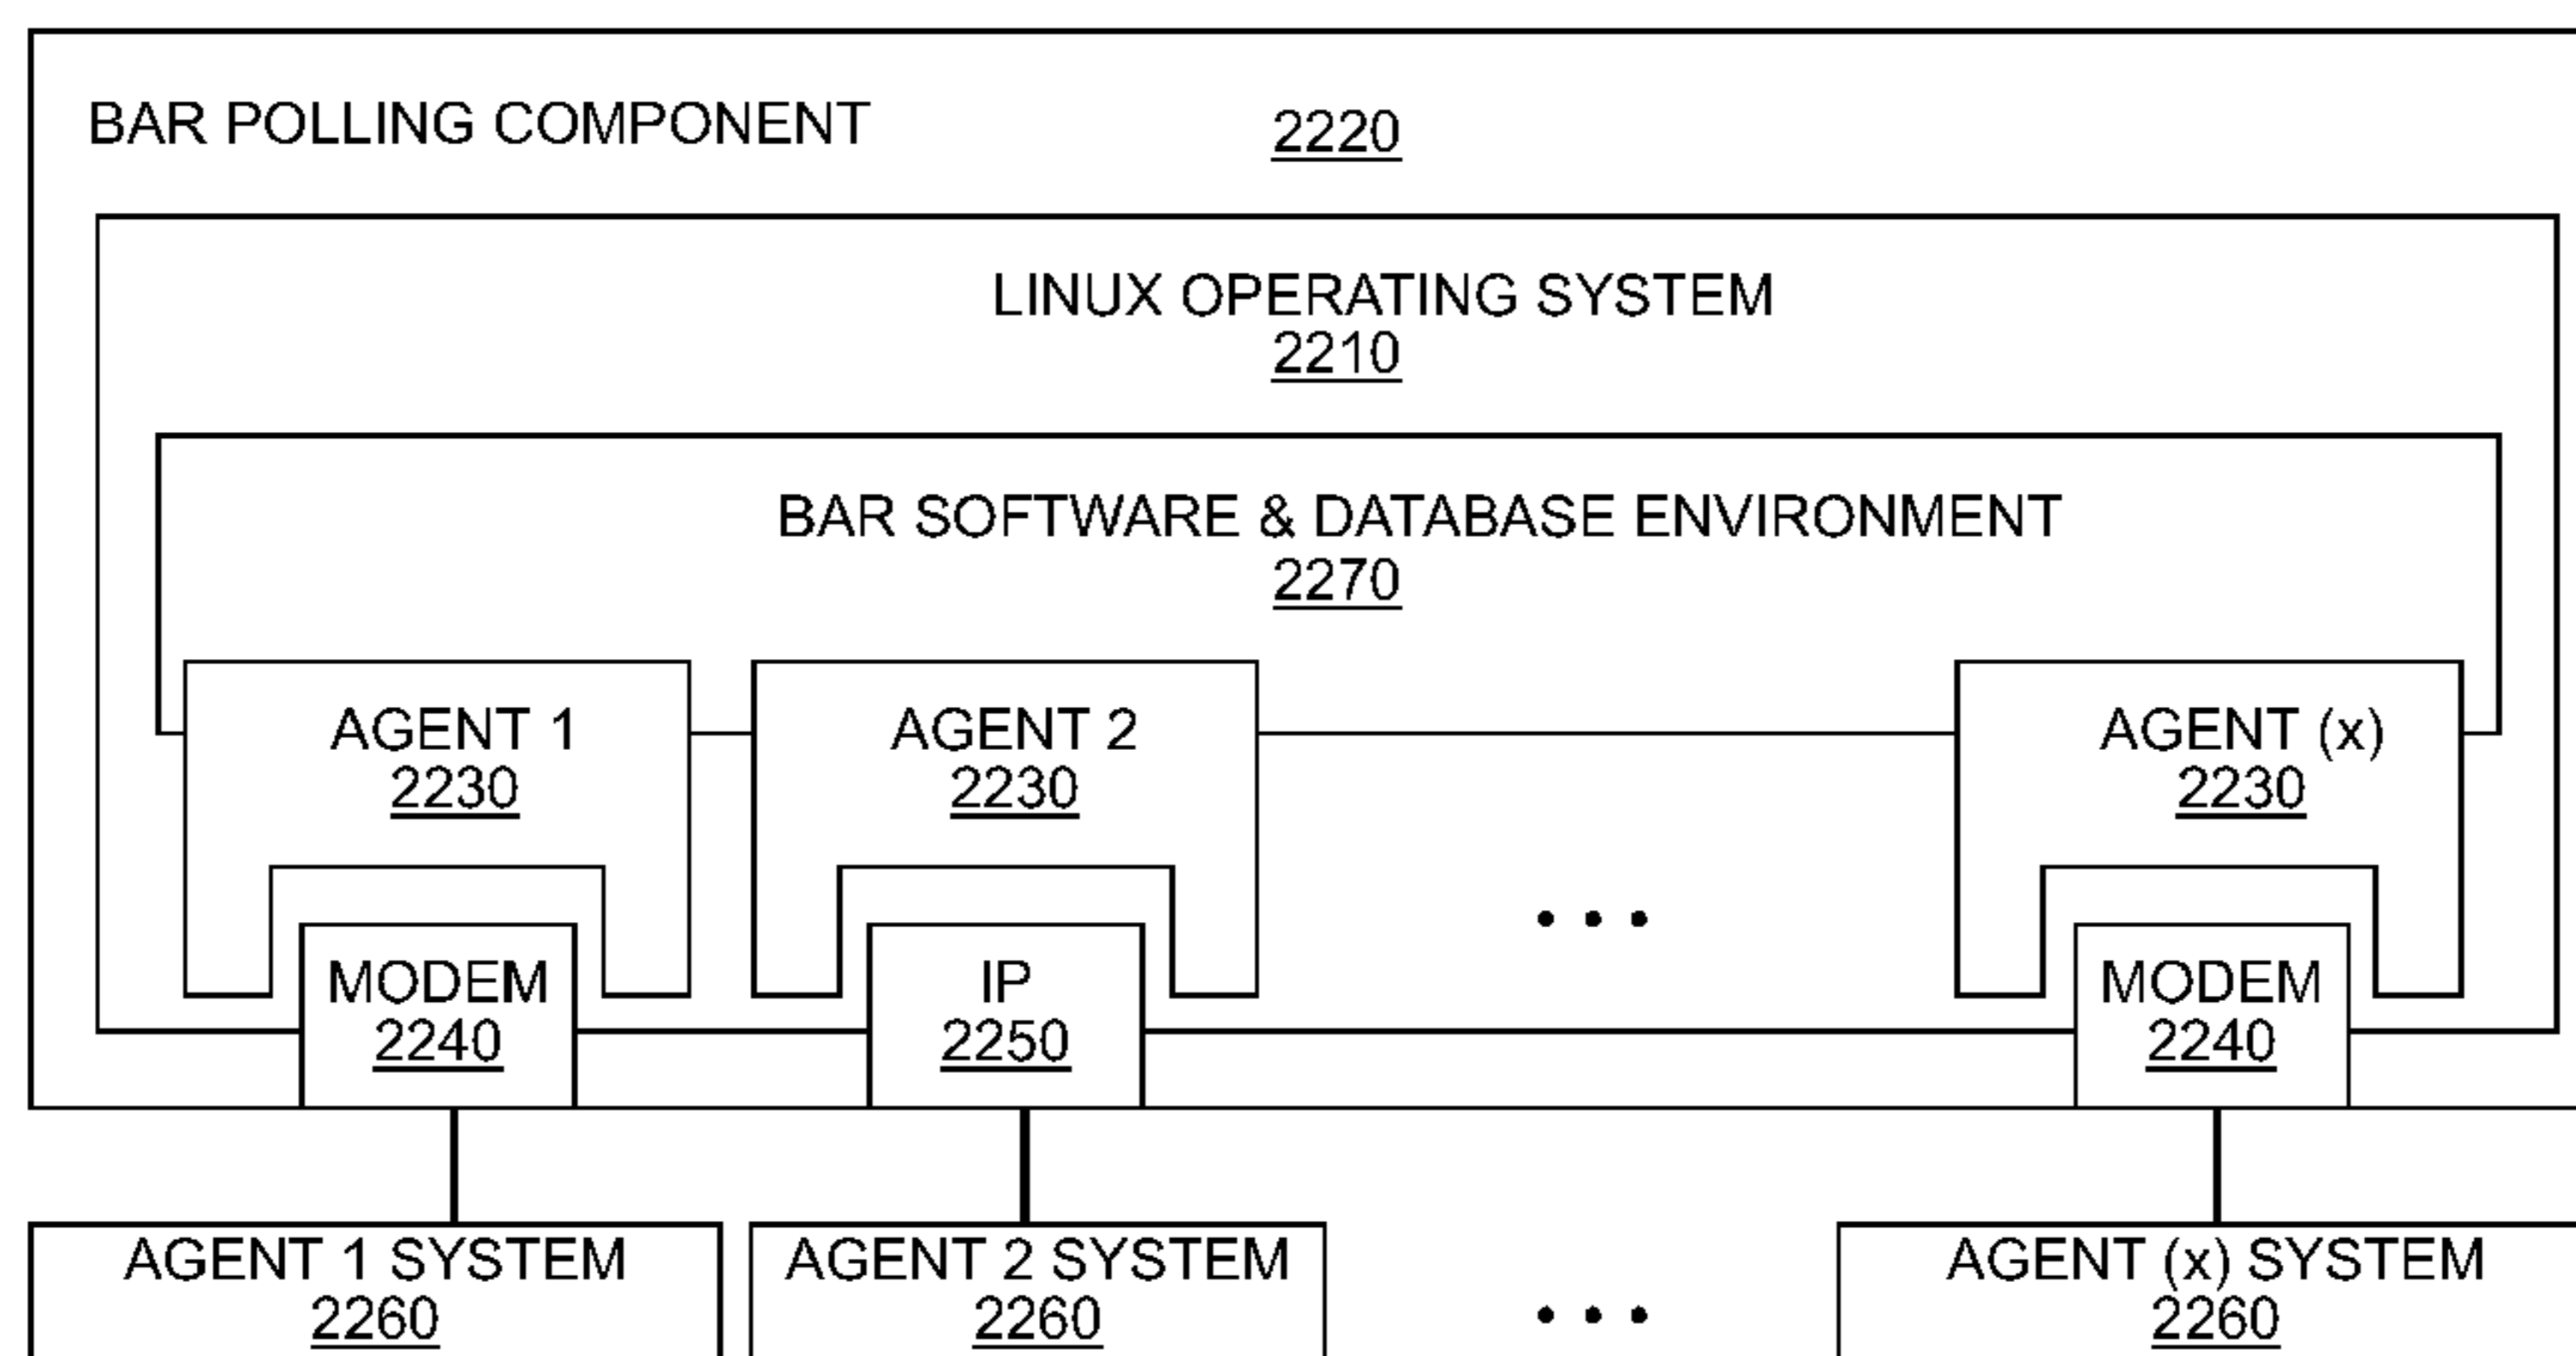 BAR POLLING COMPONENT 2220
LINUX OPERATING SYSTEM
2210
BAR SOFTWARE & DATABASE ENVIRONMENT
2270
AGENT 1
2230
AGENT 2
2230
AGENT (x)
2230
MODEM
2240
IP
2250
MODEM
2240
AGENT 1 SYSTEM
2260
AGENT 2 SYSTEM
2260
AGENT (x) SYSTEM
2260